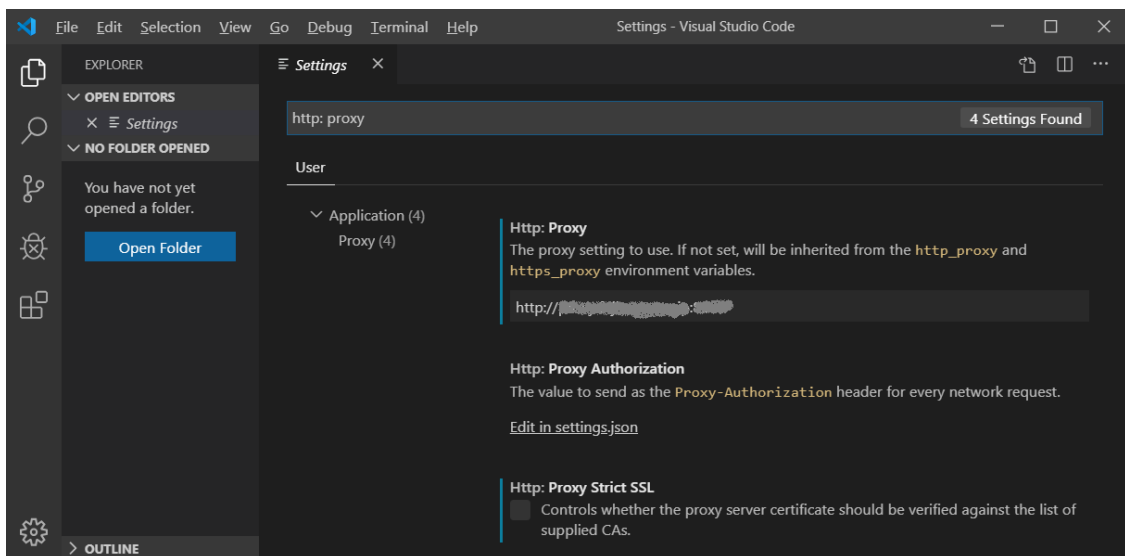 File Edit Selection View Go Debug Terminal Help Settings - Visual Studio Code
EXPLORER
OPEN EDITORS
Settings
NO FOLDER OPENED
You have not yet
opened a folder.
Open Folder
OUTLINE
Settings
http: proxy 4 Settings Found
User
Application (4)
Proxy (4)
Http: Proxy
The proxy setting to use. If not set, will be inherited from the http_proxy and
https_proxy environment variables.
http:// :
Http: Proxy Authorization
The value to send as the Proxy-Authorization header for every network request.
Edit in settings.json
Http: Proxy Strict SSL
Controls whether the proxy server certificate should be verified against the list of
supplied CAs.